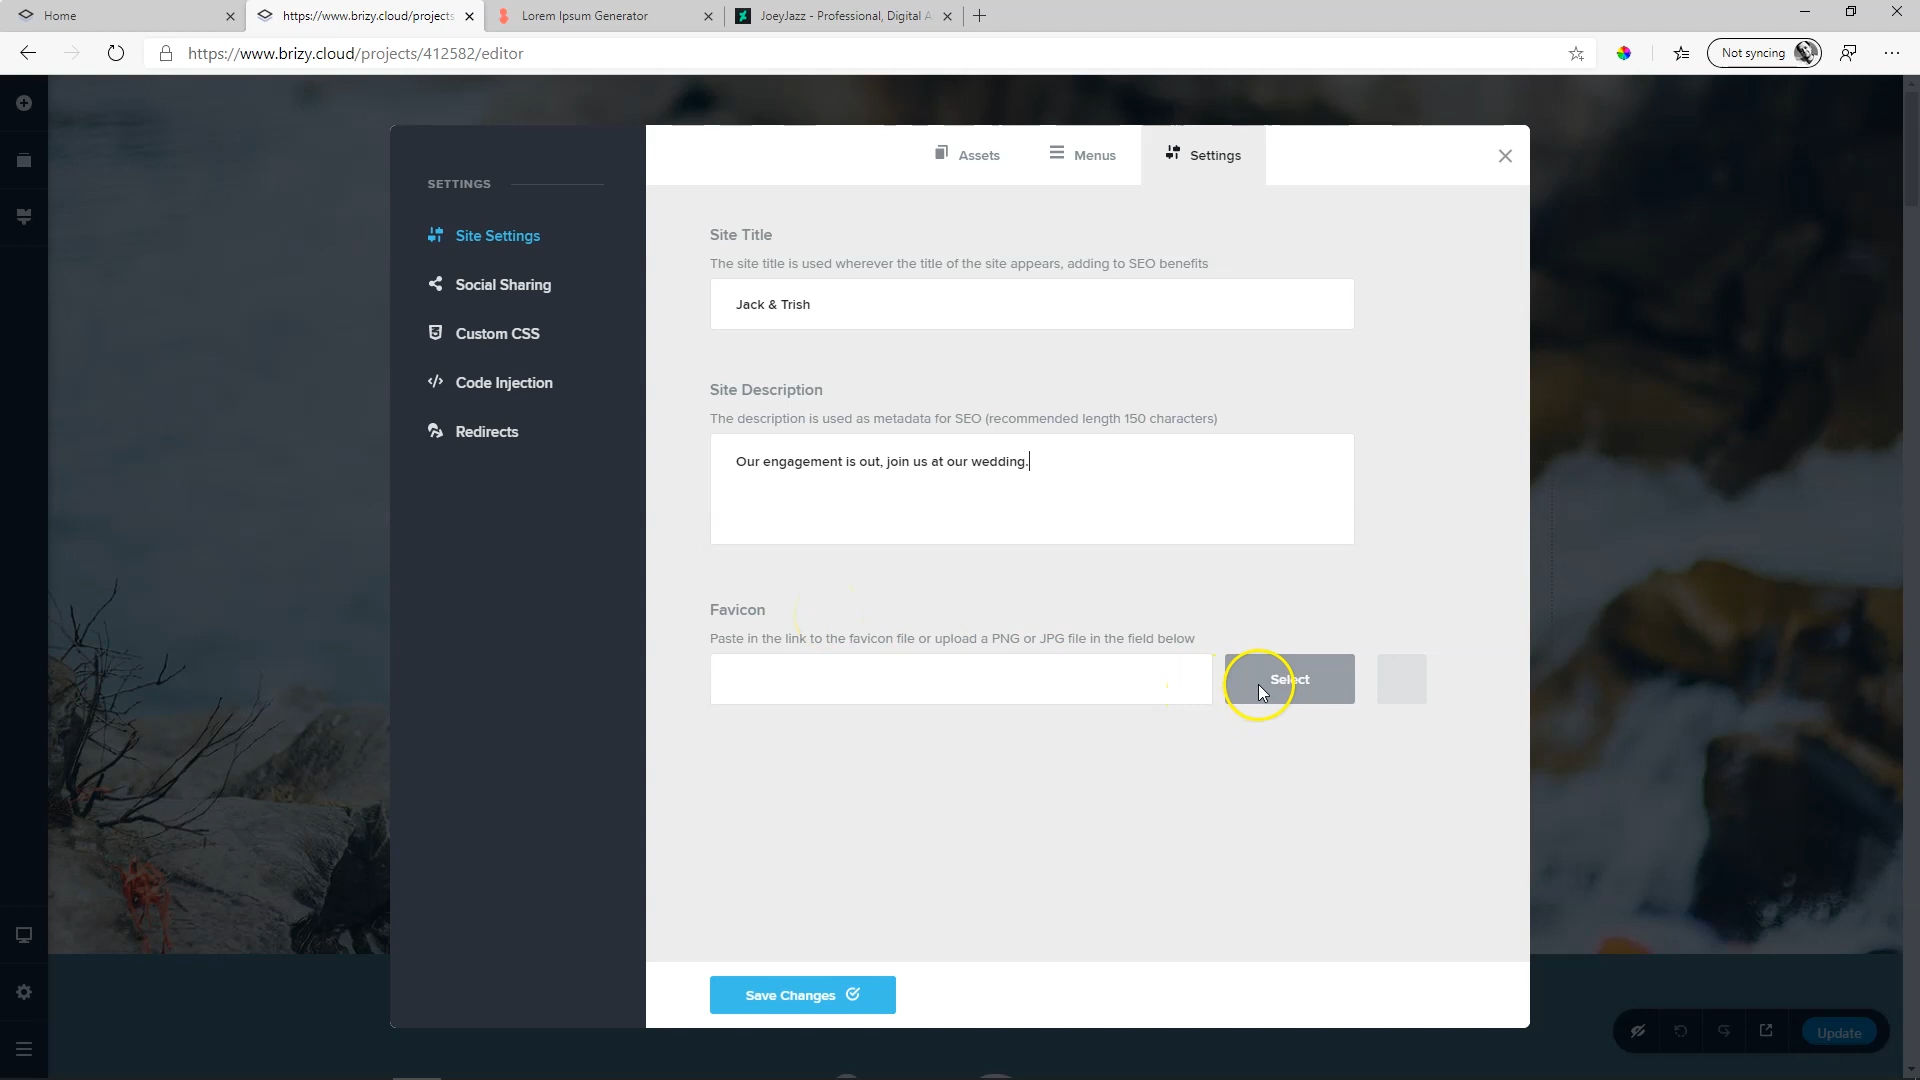 Home
https://www.brizy.cloud/projects
Lorem Ipsum Generator
JoeyJazz - Professional, Digital A
https://www.brizy.cloud/projects/412582/editor
Not syncing
Assets
Menus
Settings
SETTINGS
Site Settings
Social Sharing
Custom CSS
Code Injection
Redirects
Site Title
The site title is used wherever the title of the site appears, adding to SEO benefits
Jack & Trish
Site Description
The description is used as metadata for SEO (recommended length 150 characters)
Our engagement is out, join us at our wedding.
Favicon
Paste in the link to the favicon file or upload a PNG or JPG file in the field below
Select
Save Changes
Update